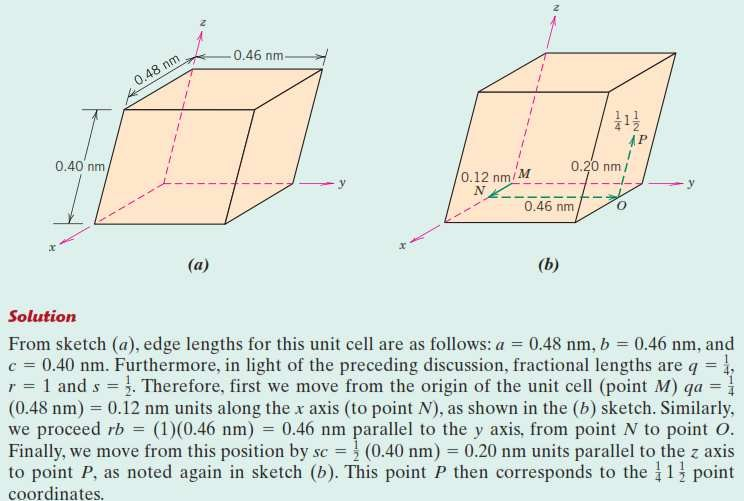 z
0.48 nm
0.46 nm
0.40 nm
y
x
(a)
z
1/4 1 1/2
P
0.12 nm
M
0.20 nm
N
0.46 nm
O
y
x
(b)
Solution
From sketch (a), edge lengths for this unit cell are as follows: a = 0.48 nm, b = 0.46 nm, and
c = 0.40 nm. Furthermore, in light of the preceding discussion, fractional lengths are q = 1/4,
r = 1 and s = 1/2. Therefore, first we move from the origin of the unit cell (point M) qa = 1/4
(0.48 nm) = 0.12 nm units along the x axis (to point N), as shown in the (b) sketch. Similarly,
we proceed rb = (1)(0.46 nm) = 0.46 nm parallel to the y axis, from point N to point O.
Finally, we move from this position by sc = 1/2 (0.40 nm) = 0.20 nm units parallel to the z axis
to point P, as noted again in sketch (b). This point P then corresponds to the 1/4 1 1/2 point
coordinates.